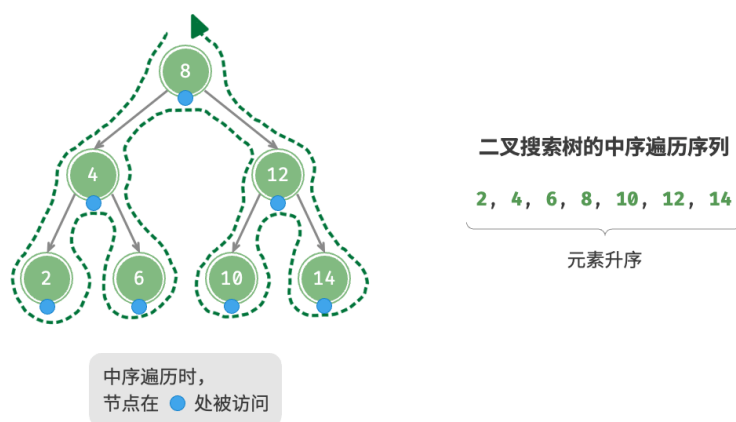 8
4
12
2
6
10
14
二叉搜索树的中序遍历序列
2, 4, 6, 8, 10, 12, 14
元素升序
中序遍历时，
节点在 处被访问